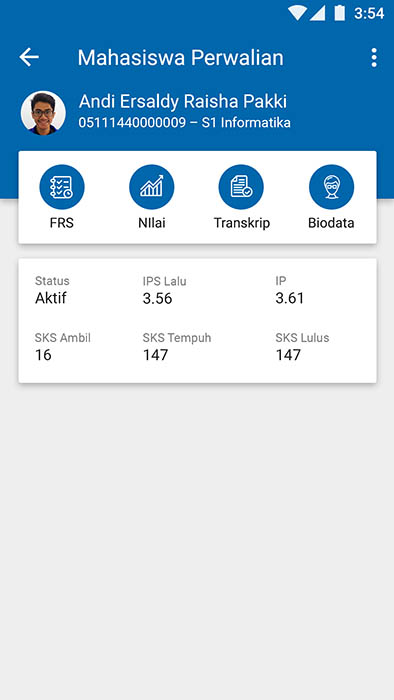 3:54
Mahasiswa Perwalian
Andi Ersaldy Raisha Pakki
05111440000009 – S1 Informatika
FRS NIlai Transkrip Biodata
Status IPS Lalu IP
Aktif 3.56 3.61
SKS Ambil SKS Tempuh SKS Lulus
16 147 147